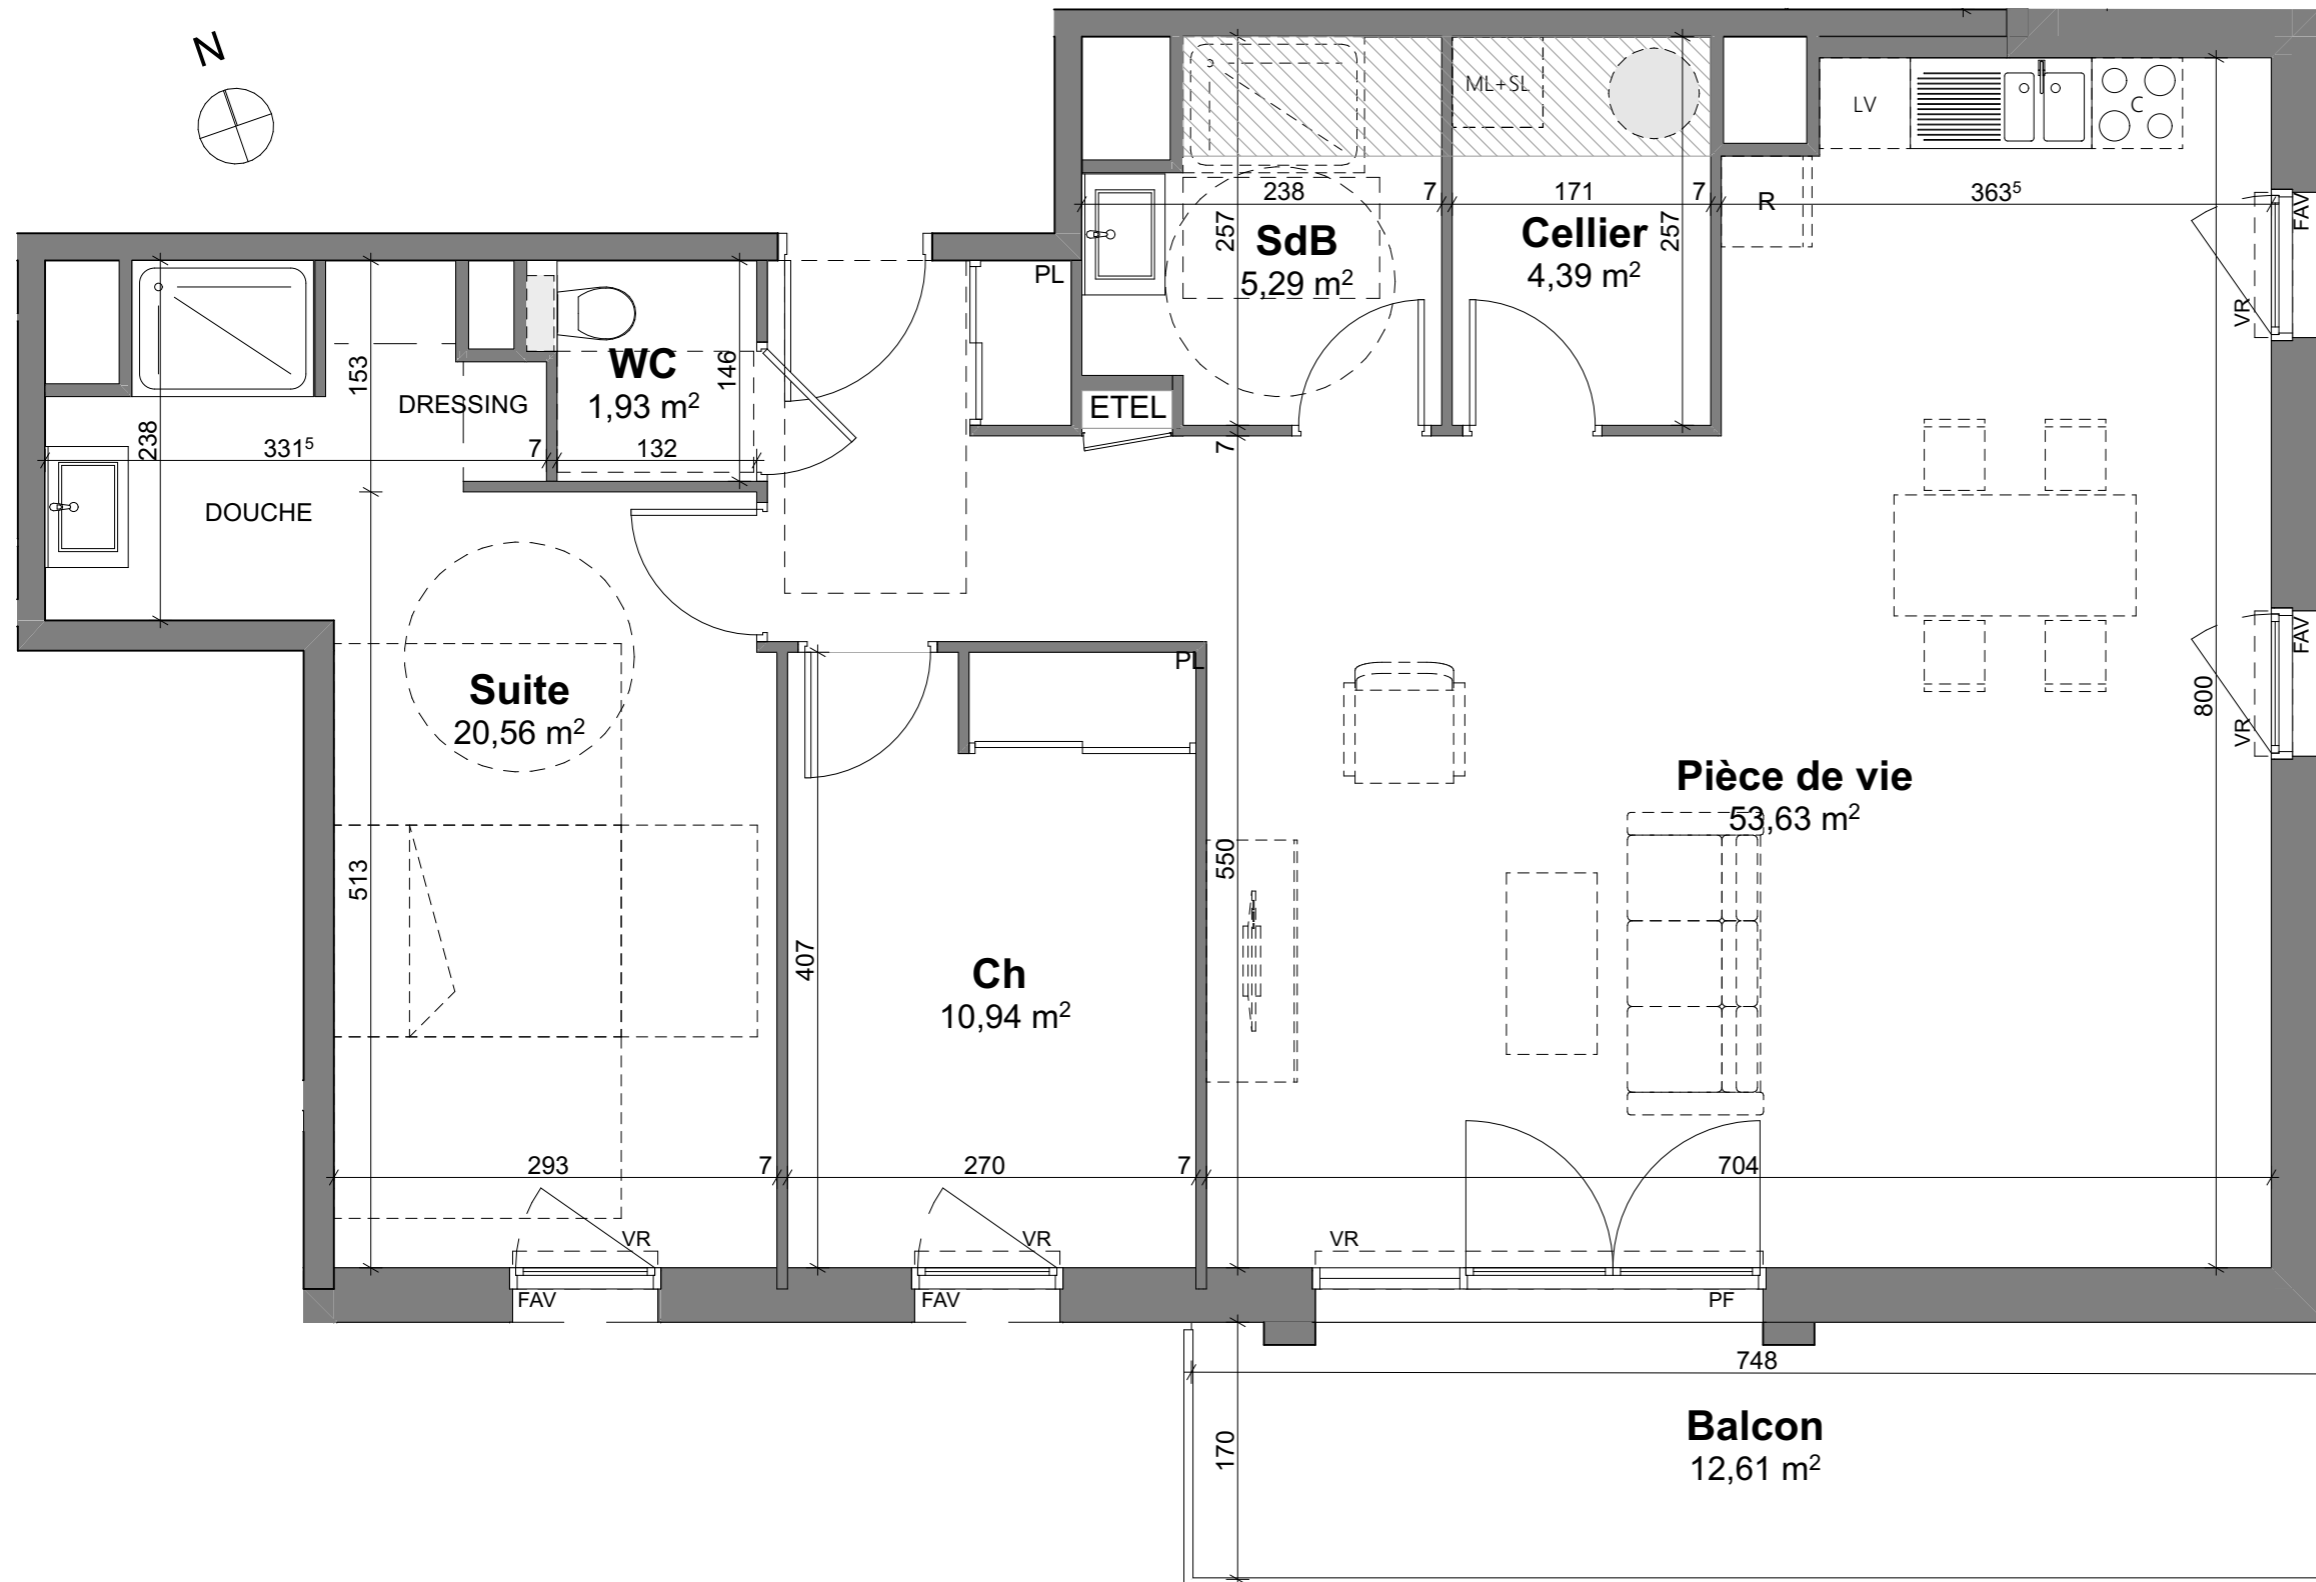 N
ML+SL
LV
C
238
7
171
7
363⁵
R
257
SdB
5,29 m²
Cellier
4,39 m²
257
FAV
VR
PL
153
WC
1,93 m²
146
DRESSING
ETEL
238
331⁵
7
132
7
DOUCHE
FAV
VR
PL
Suite
20,56 m²
800
Pièce de vie
53,63 m²
513
550
407
Ch
10,94 m²
293
7
270
7
704
VR
VR
VR
FAV
FAV
PF
748
170
Balcon
12,61 m²